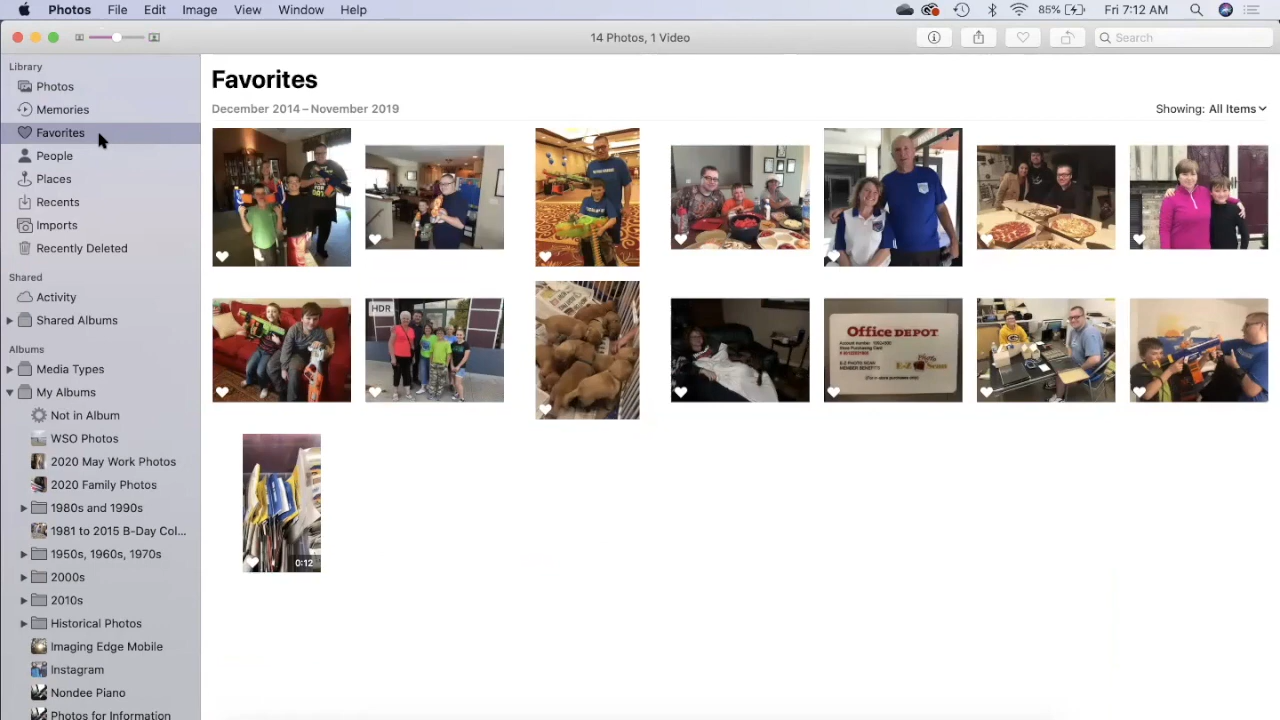 Photos File Edit Image View Window Help 85% Fri 7:12 AM
14 Photos, 1 Video Search
Library
Photos
Memories
Favorites
People
Places
Recents
Imports
Recently Deleted
Shared
Activity
Shared Albums
Albums
Media Types
My Albums
Not in Album
WSO Photos
2020 May Work Photos
2020 Family Photos
1980s and 1990s
1981 to 2015 B-Day Col...
1950s, 1960s, 1970s
2000s
2010s
Historical Photos
Imaging Edge Mobile
Instagram
Nondee Piano
Photos for Information
Favorites
December 2014 – November 2019 Showing: All Items
HDR
Office DEPOT
0:12